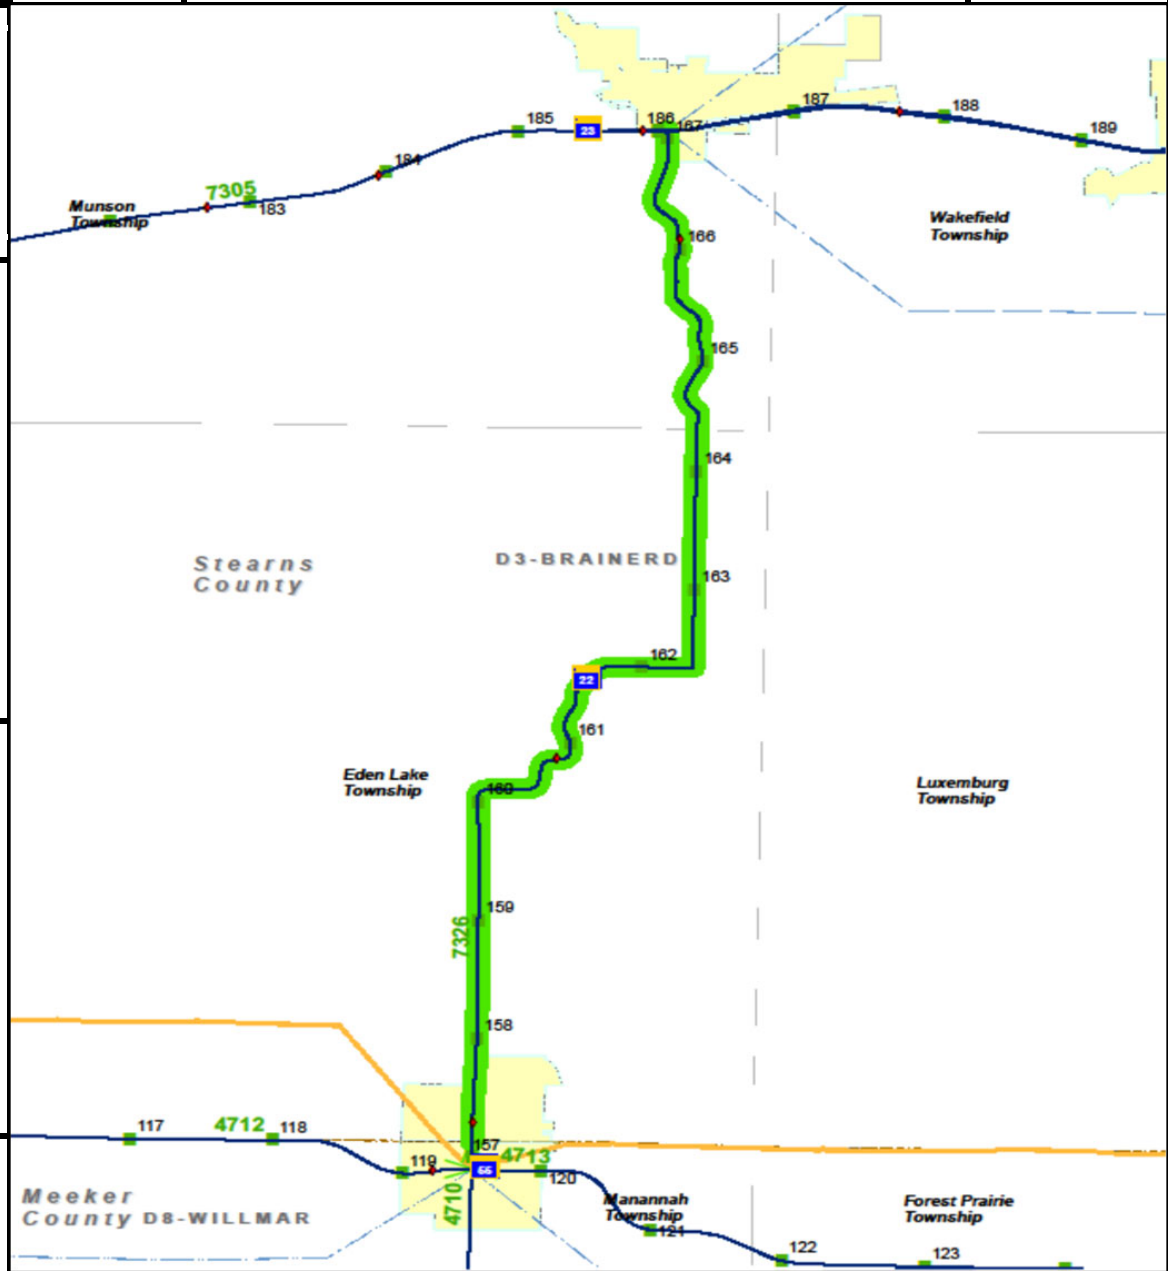 187
188
185
23
186
167
189
184
7305
183
Munson
Township
Wakefield
Township
166
165
164
Stearns
County
D3-BRAINERD
163
162
22
161
Eden Lake
Township
160
Luxemburg
Township
159
7326
158
117
4712
118
157
4713
119
55
120
4710
Meeker
County
D8-WILLMAR
Manannah
Township
121
Forest Prairie
Township
122
123